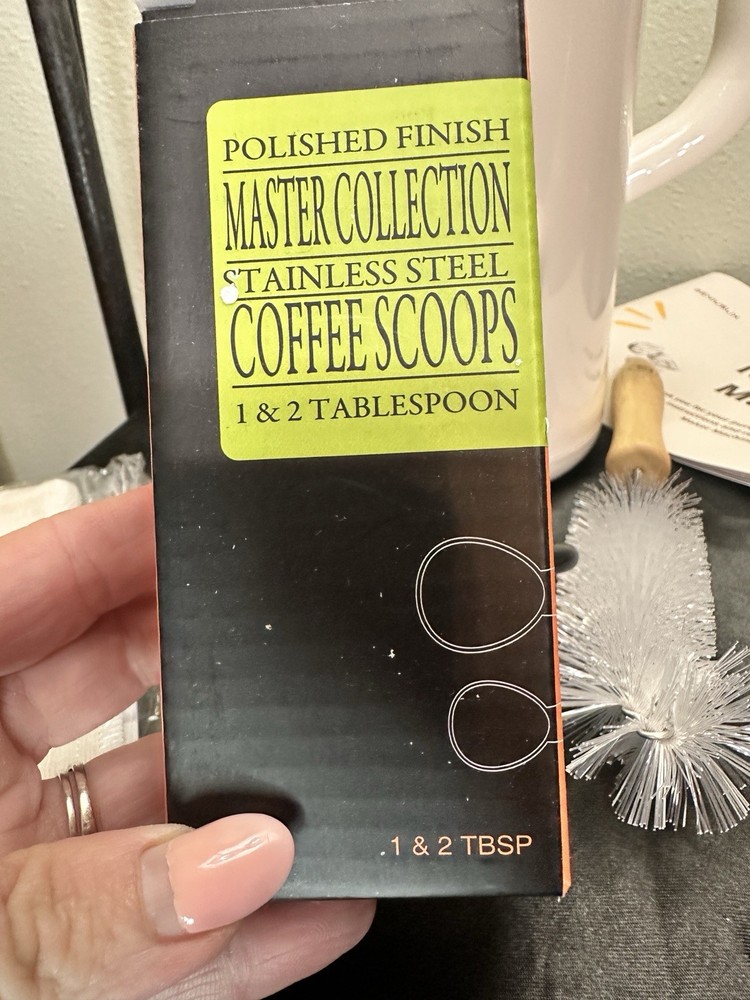 POLISHED FINISH
MASTER COLLECTION
STAINLESS STEEL
COFFEE SCOOPS
1 & 2 TABLESPOON
1 & 2 TBSP